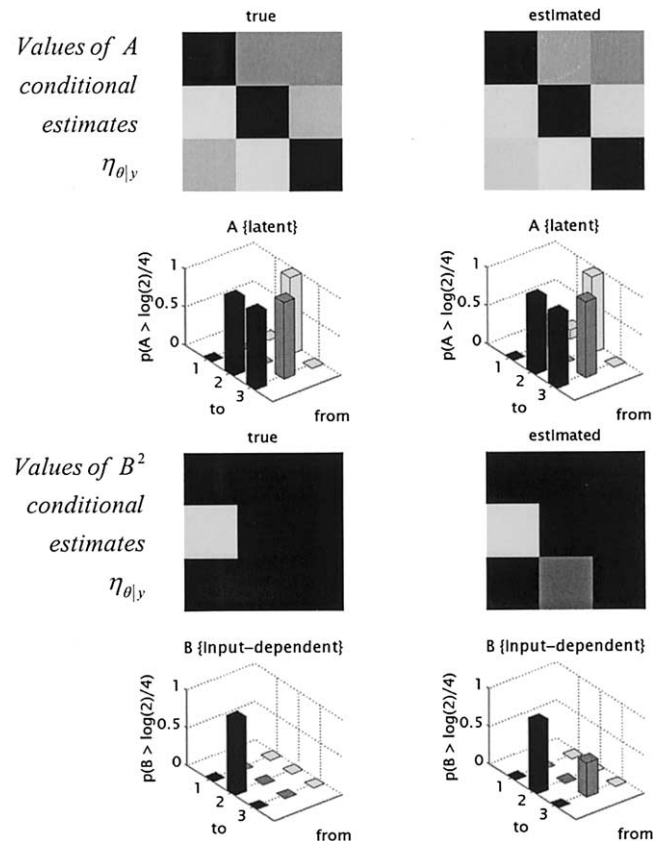 true
estimated
Values of A
conditional
estimates
ηθ|y
A {latent}
A {latent}
p(A > log(2)/4)
1
0.5
0
1
2
3
to
from
p(A > log(2)/4)
1
0.5
0
1
2
3
to
from
true
estimated
Values of B²
conditional
estimates
ηθ|y
B {input–dependent}
B {input–dependent}
p(B > log(2)/4)
1
0.5
0
1
2
3
to
from
p(B > log(2)/4)
1
0.5
0
1
2
3
to
from